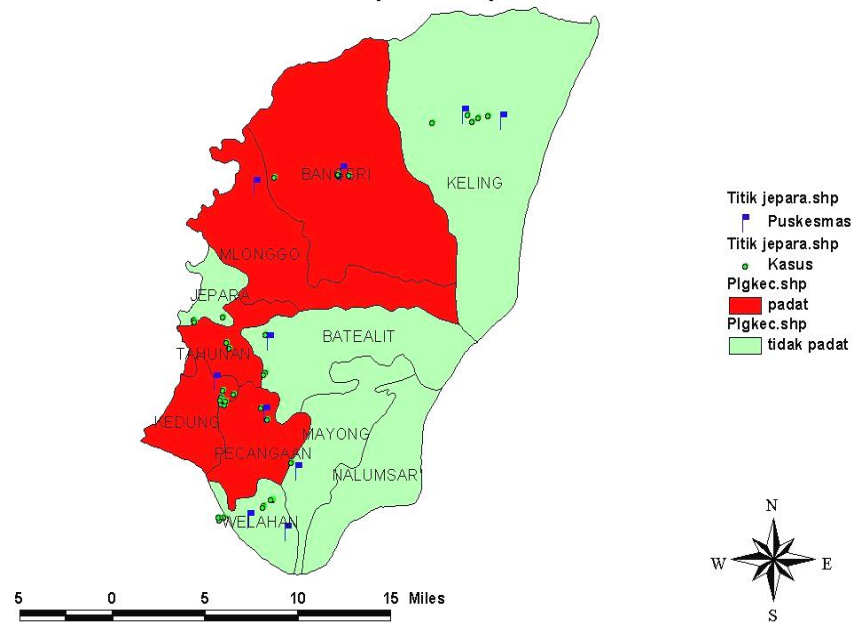 BANGSRI
KELING
MLONGGO
JEPARA
BATEALIT
TAHUNAN
KEDUNG
MAYONG
PECANGAAN
NALUMSARI
WELAHAN
Titik jepara.shp
Puskesmas
Titik jepara.shp
Kasus
Plgkec.shp
padat
Plgkec.shp
tidak padat
N
W E
S
5 0 5 10 15 Miles